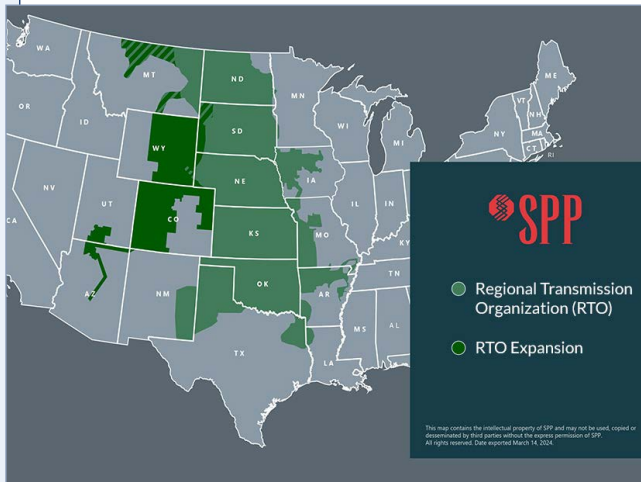 WA
MT
ND
MN
ME
VT
NH
OR
ID
SD
WI
MI
NY
MA
CT
RI
WY
NE
IA
NV
UT
CO
IL
IN
CA
KS
MO
KY
AZ
NM
OK
AR
TN
TX
LA
MS
AL
SPP
Regional Transmission
Organization (RTO)
RTO Expansion
This map contains the intellectual property of SPP and may not be used, copied or
desseminated by third parties without the express permission of SPP.
All rights reserved. Date exported March 14, 2024.